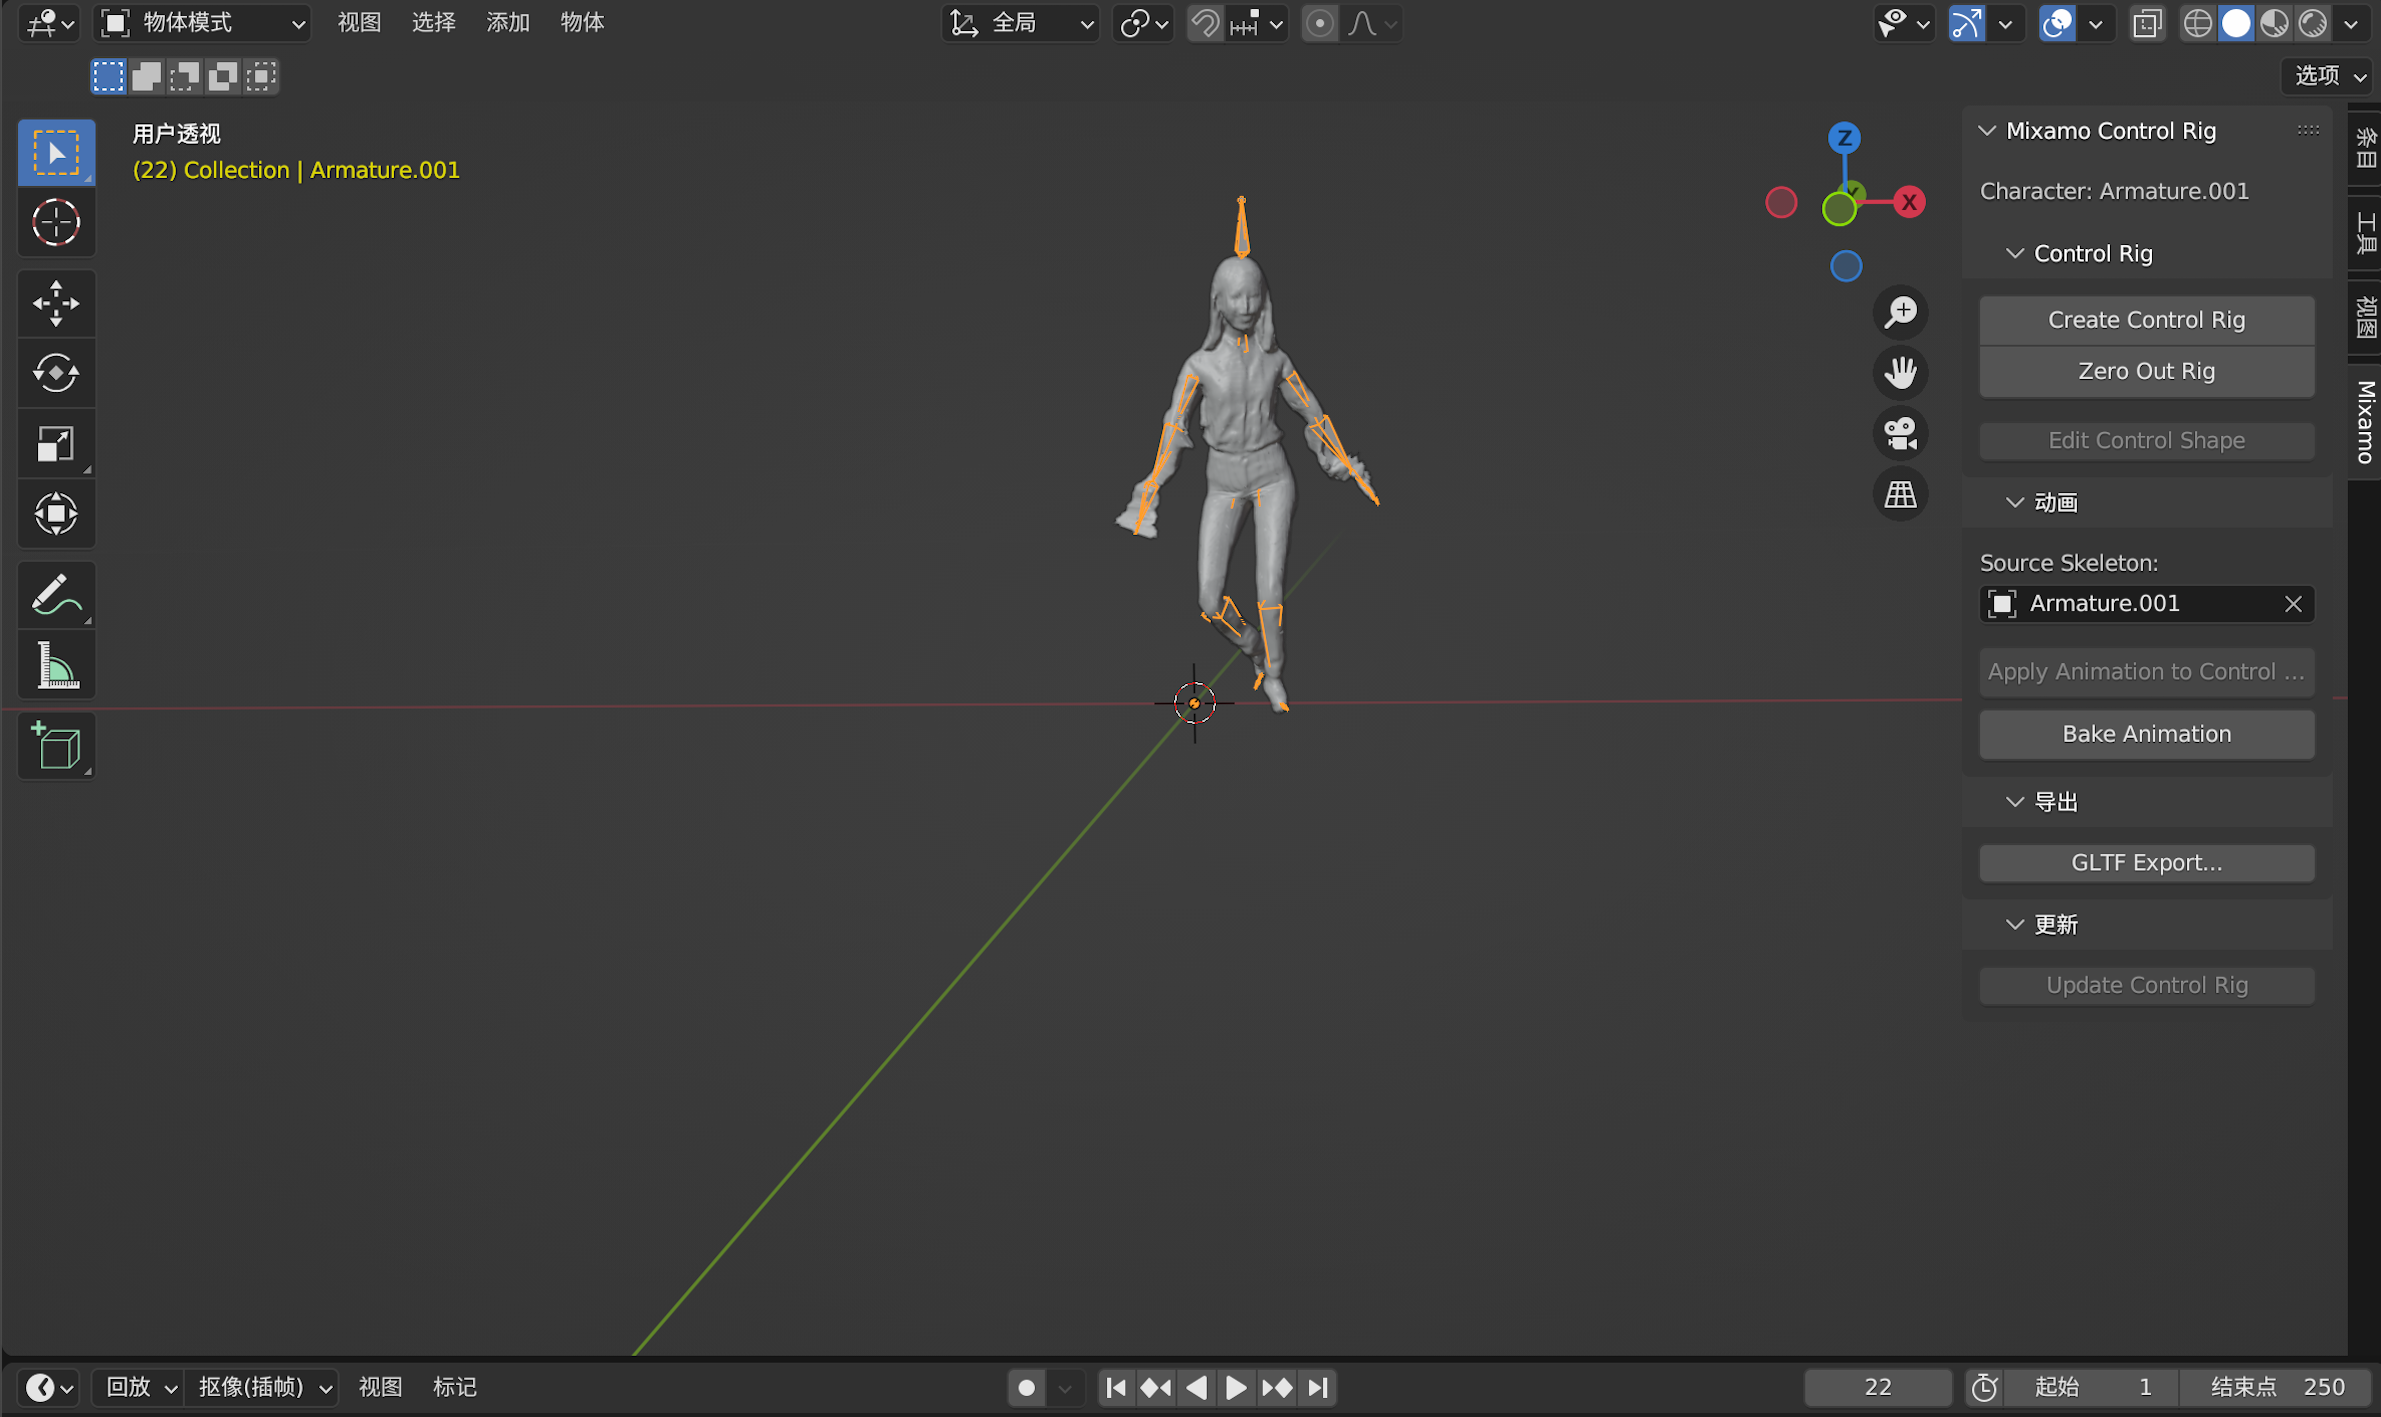 物体模式 视图 选择 添加 物体 全局
选项
用户透视
(22) Collection | Armature.001
Z
Y
X
Mixamo Control Rig
Character: Armature.001
Control Rig
Create Control Rig
Zero Out Rig
Edit Control Shape
动画
Source Skeleton:
Armature.001
Apply Animation to Control ...
Bake Animation
导出
GLTF Export...
更新
Update Control Rig
条目
工具
视图
Mixamo
回放 抠像(插帧) 视图 标记 22 起始 1 结束点 250